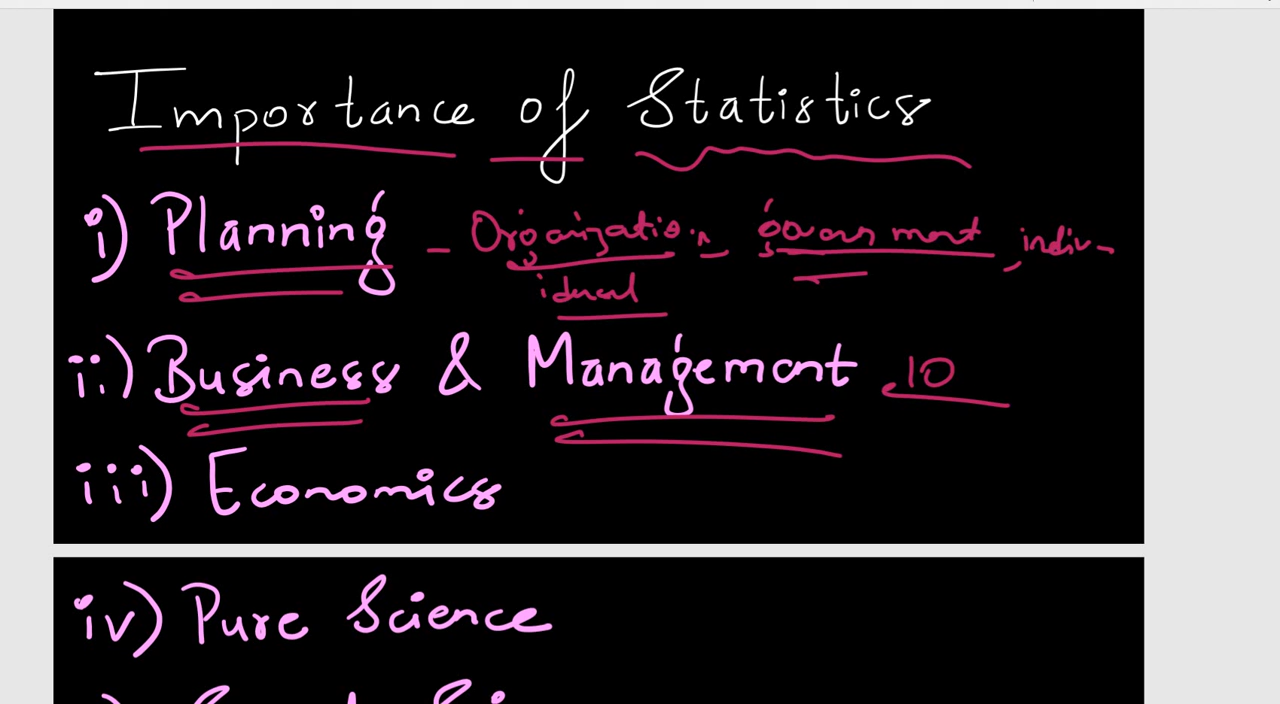 Importance of Statistics
i) Planning - Organization, Government, indiv-
idual
ii) Business & Management 10
iii) Economics
iv) Pure Science